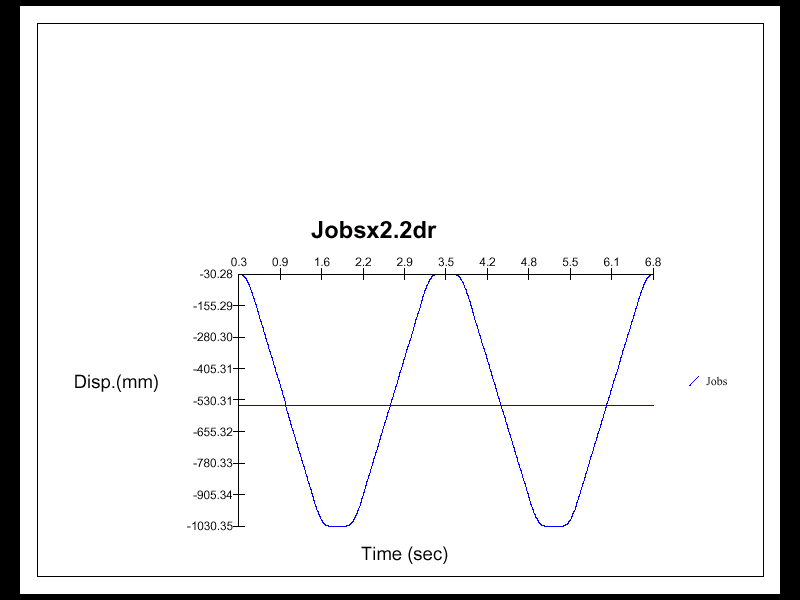 Jobsx2.2dr
0.3 0.9 1.6 2.2 2.9 3.5 4.2 4.8 5.5 6.1 6.8
-30.28
-155.29
-280.30
-405.31
Disp.(mm)
Jobs
-530.31
-655.32
-780.33
-905.34
-1030.35
Time (sec)